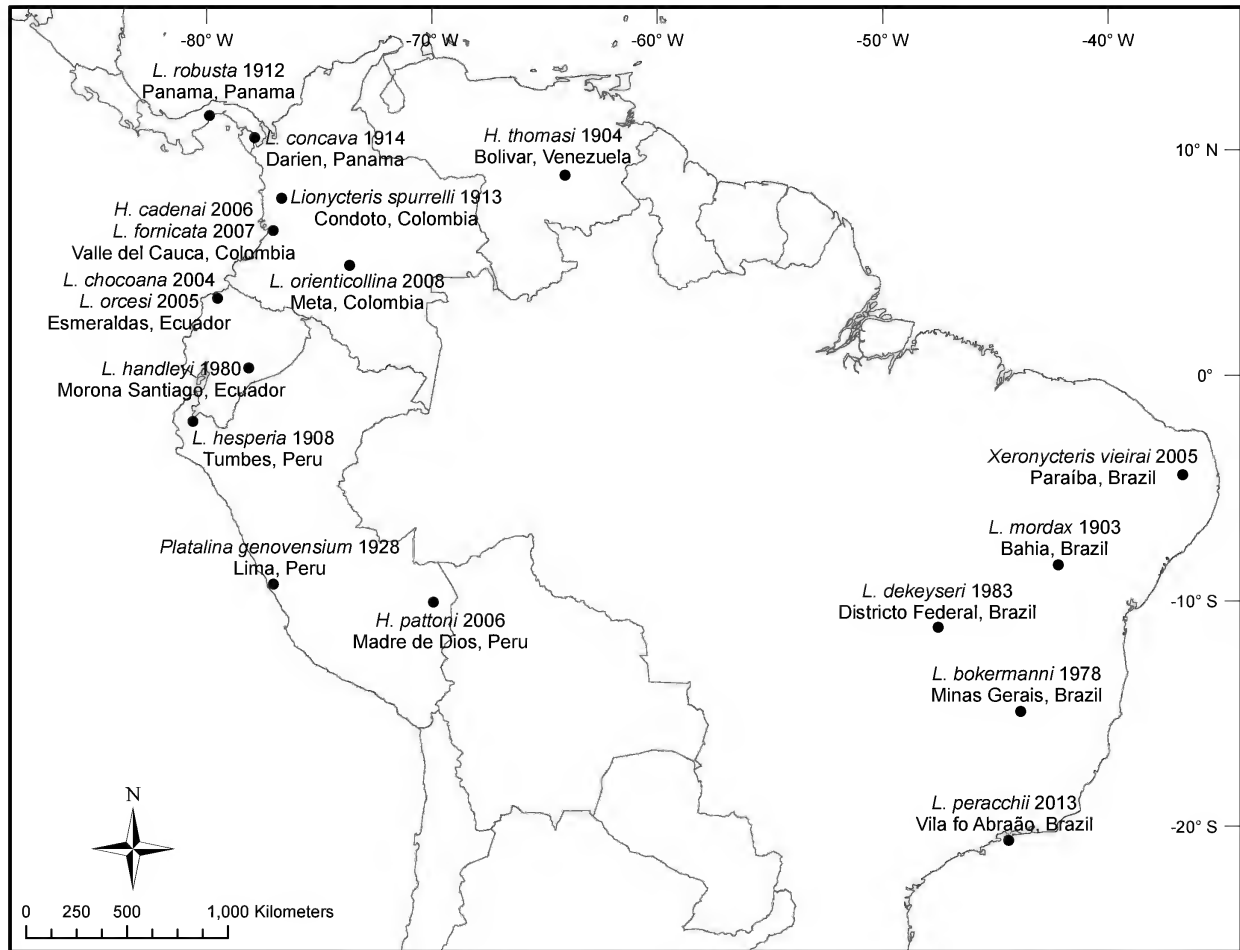 -80° W
-70° W
-60° W
-50° W
-40° W
L. robusta 1912
Panama, Panama
L. concava 1914
Darien, Panama
H. thomasi 1904
Bolivar, Venezuela
10° N
Lionycteris spurrelli 1913
Condoto, Colombia
H. cadenai 2006
L. fornicata 2007
Valle del Cauca, Colombia
L. chocoana 2004
L. orcesi 2005
Esmeraldas, Ecuador
L. orienticollina 2008
Meta, Colombia
L. handleyi 1980
Morona Santiago, Ecuador
0°
L. hesperia 1908
Tumbes, Peru
Xeronycteris vieirai 2005
Paraíba, Brazil
Platalina genovensium 1928
Lima, Peru
L. mordax 1903
Bahia, Brazil
L. dekeyseri 1983
Districto Federal, Brazil
-10° S
H. pattoni 2006
Madre de Dios, Peru
L. bokermanni 1978
Minas Gerais, Brazil
L. peracchii 2013
Vila fo Abraão, Brazil
-20° S
N
0 250 500 1,000 Kilometers